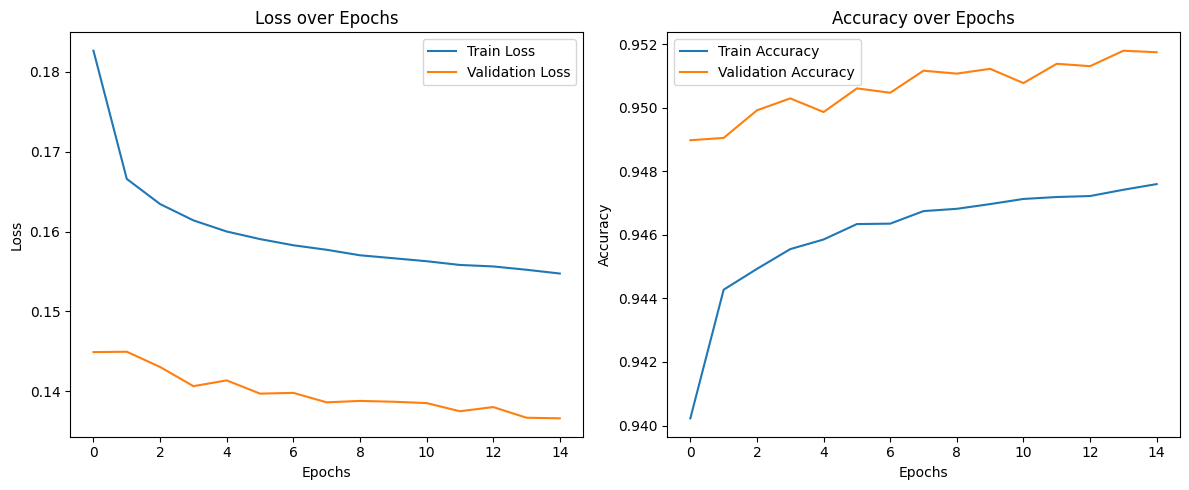 Loss over Epochs
Train Loss
Validation Loss
0.18
0.17
0.16
0.15
0.14
Loss
0 2 4 6 8 10 12 14
Epochs
Accuracy over Epochs
Train Accuracy
Validation Accuracy
0.952
0.950
0.948
0.946
0.944
0.942
0.940
Accuracy
0 2 4 6 8 10 12 14
Epochs